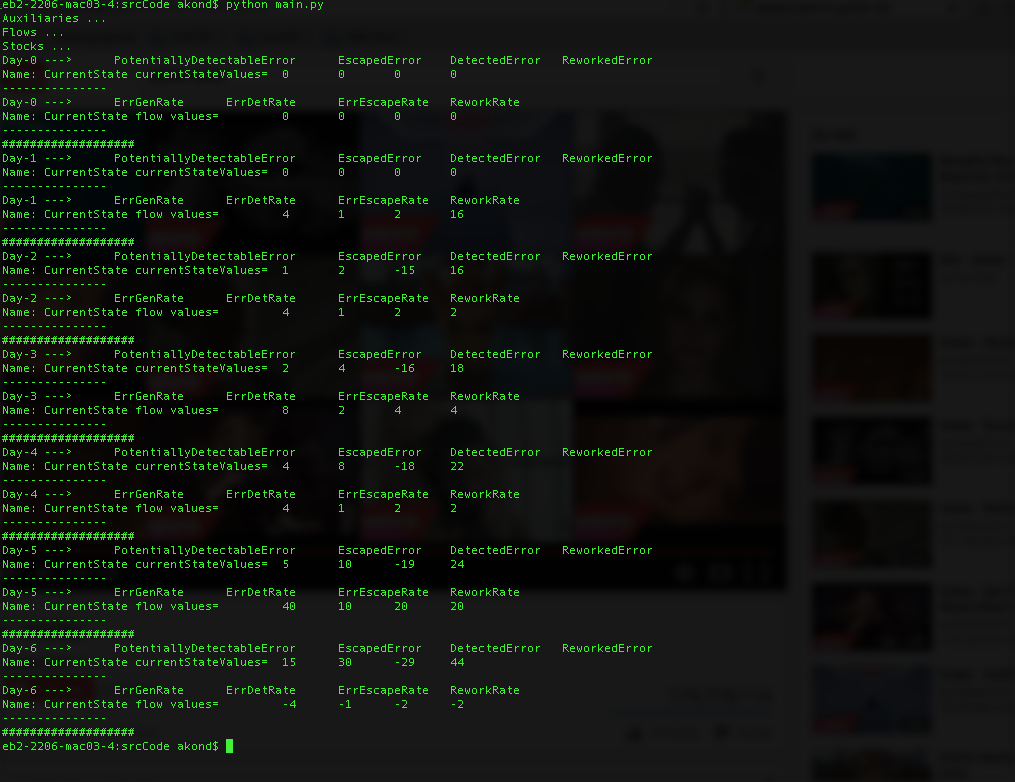 eb2-2206-mac03-4:srcCode akond$ python main.py
Auxiliaries ...
Flows ...
Stocks ...
Day-0 --->      PotentiallyDetectableError      EscapedError    DetectedError   ReworkedError
Name: CurrentState currentStateValues=  0       0       0       0
---------------
Day-0 --->      ErrGenRate      ErrDetRate      ErrEscapeRate   ReworkRate
Name: CurrentState flow values=         0       0       0       0
---------------
###################
Day-1 --->      PotentiallyDetectableError      EscapedError    DetectedError   ReworkedError
Name: CurrentState currentStateValues=  0       0       0       0
---------------
Day-1 --->      ErrGenRate      ErrDetRate      ErrEscapeRate   ReworkRate
Name: CurrentState flow values=         4       1       2       16
---------------
###################
Day-2 --->      PotentiallyDetectableError      EscapedError    DetectedError   ReworkedError
Name: CurrentState currentStateValues=  1       2       -15     16
---------------
Day-2 --->      ErrGenRate      ErrDetRate      ErrEscapeRate   ReworkRate
Name: CurrentState flow values=         4       1       2       2
---------------
###################
Day-3 --->      PotentiallyDetectableError      EscapedError    DetectedError   ReworkedError
Name: CurrentState currentStateValues=  2       4       -16     18
---------------
Day-3 --->      ErrGenRate      ErrDetRate      ErrEscapeRate   ReworkRate
Name: CurrentState flow values=         8       2       4       4
---------------
###################
Day-4 --->      PotentiallyDetectableError      EscapedError    DetectedError   ReworkedError
Name: CurrentState currentStateValues=  4       8       -18     22
---------------
Day-4 --->      ErrGenRate      ErrDetRate      ErrEscapeRate   ReworkRate
Name: CurrentState flow values=         4       1       2       2
---------------
###################
Day-5 --->      PotentiallyDetectableError      EscapedError    DetectedError   ReworkedError
Name: CurrentState currentStateValues=  5       10      -19     24
---------------
Day-5 --->      ErrGenRate      ErrDetRate      ErrEscapeRate   ReworkRate
Name: CurrentState flow values=         40      10      20      20
---------------
###################
Day-6 --->      PotentiallyDetectableError      EscapedError    DetectedError   ReworkedError
Name: CurrentState currentStateValues=  15      30      -29     44
---------------
Day-6 --->      ErrGenRate      ErrDetRate      ErrEscapeRate   ReworkRate
Name: CurrentState flow values=         -4      -1      -2      -2
---------------
###################
eb2-2206-mac03-4:srcCode akond$